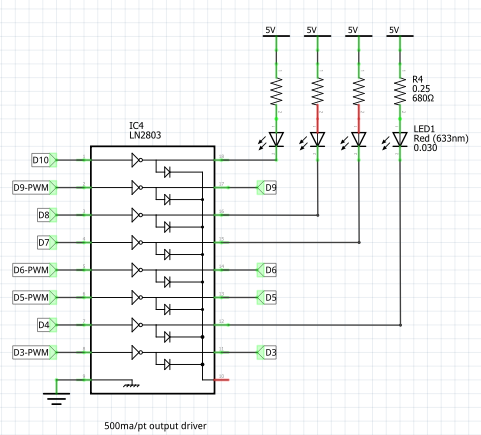 5V 5V 5V 5V
R4
0.25
680Ω
IC4
LN2803
LED1
Red (633nm)
0.030
D10
D9-PWM D9
D8
D7
D6-PWM D6
D5-PWM D5
D4
D3-PWM D3
500ma/pt output driver